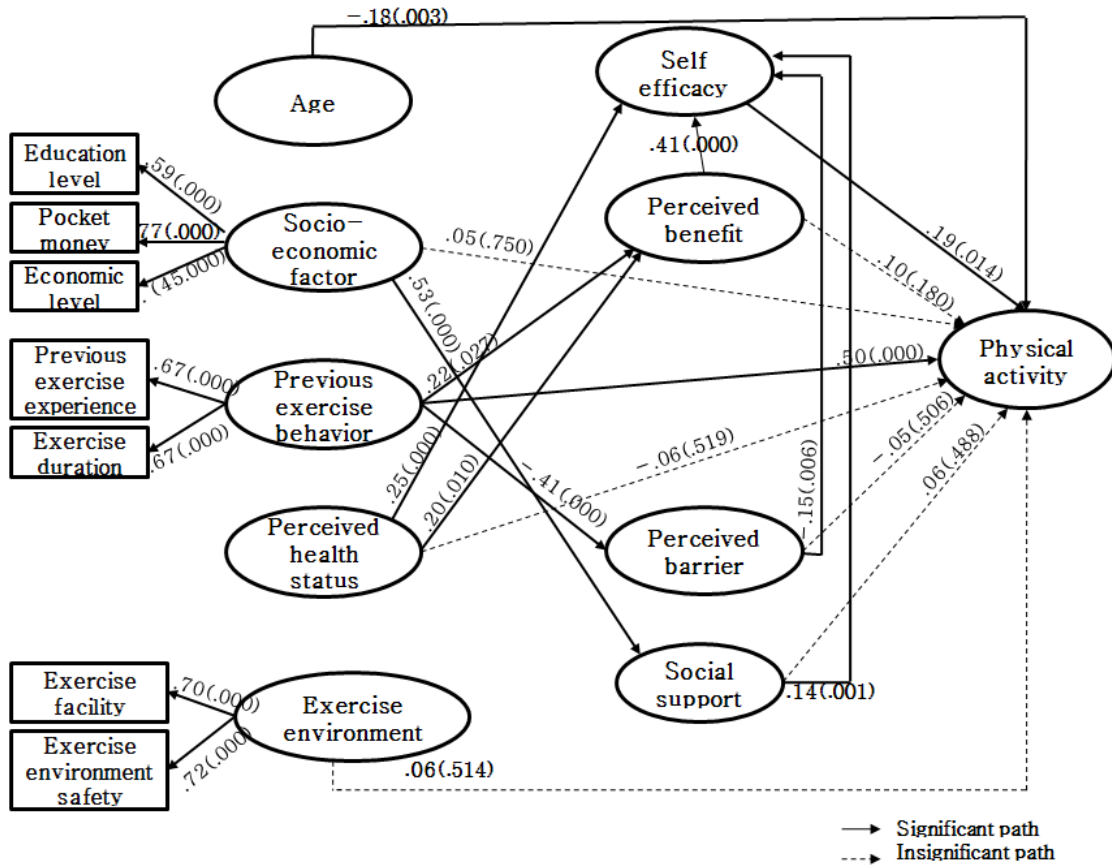 -.18(.003)
Self
efficacy
Age
Education
level
.59(.000)
.41(.000)
Pocket
money
.77(.000)
Socio-
economic
factor
.05(.750)
Perceived
benefit
.19(.014)
.10(.180)
Economic
level
.(45.000)
.53(.000)
Previous
exercise
experience
.67(.000)
Previous
exercise
behavior
.22(.027)
.50(.000)
Physical
activity
Exercise
duration
.67(.000)
-.06(.519)
-.05(.506)
.06(.488)
.25(.000)
.20(.010)
-.41(.000)
-.15(.006)
Perceived
health
status
Perceived
barrier
Exercise
facility
.70(.000)
Exercise
environment
Social
support
.14(.001)
Exercise
environment
safety
.72(.000)
.06(.514)
Significant path
Insignificant path